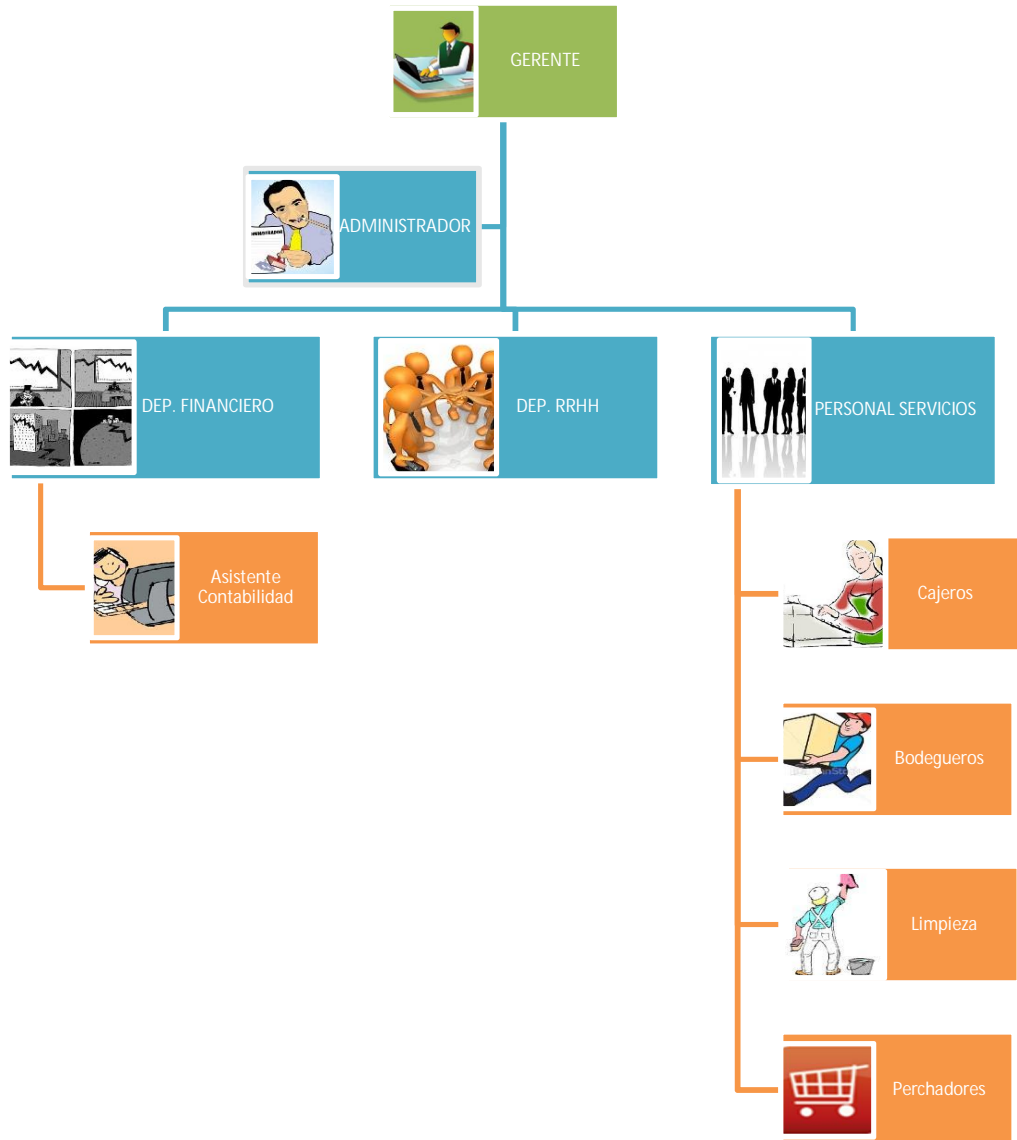 GERENTE
ADMINISTRADOR
DEP. FINANCIERO
DEP. RRHH
PERSONAL SERVICIOS
Asistente
Contabilidad
Cajeros
Bodegueros
Limpieza
Perchadores